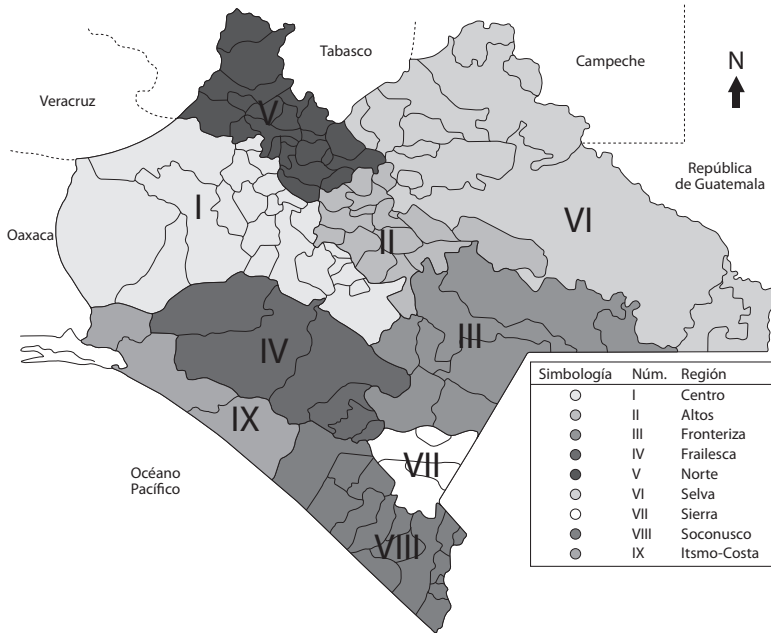 Tabasco
Campeche
N
Veracruz
V
República
de Guatemala
I
VI
Oaxaca
II
III
IV
IX
VII
Océano
Pacífico
VIII
Simbología Núm. Región
I Centro
II Altos
III Fronteriza
IV Frailesca
V Norte
VI Selva
VII Sierra
VIII Soconusco
IX Itsmo-Costa